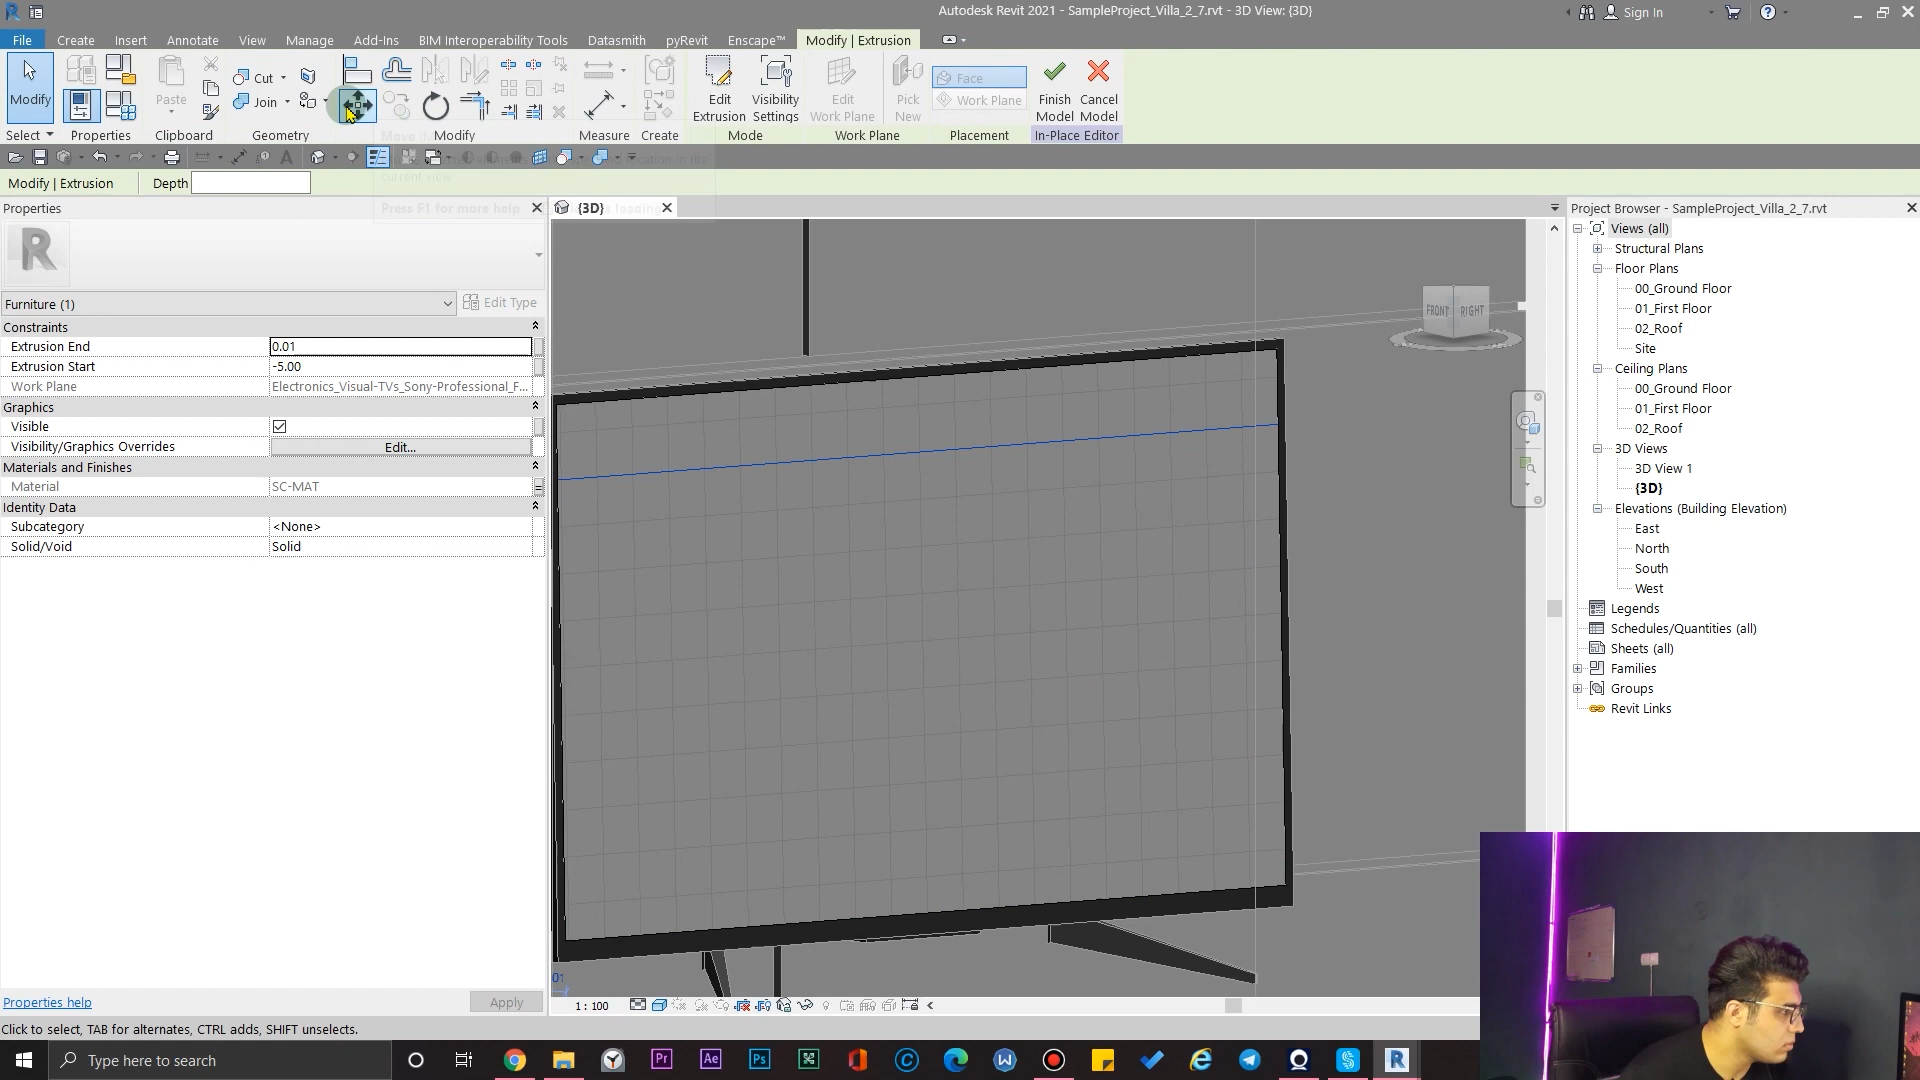 Autodesk Revit 2021 - SampleProject_Villa_2_7.rvt - 3D View: {3D}
Sign In
File Create Insert Annotate View Manage Add-Ins BIM Interoperability Tools Datasmith pyRevit Enscape™ Modify | Extrusion
Modify
Paste
Cut
Join
Edit Extrusion
Visibility Settings
Edit Work Plane
Pick New
Face
Work Plane
Finish Model
Cancel Model
Select Properties Clipboard Geometry Modify Measure Create Mode Work Plane Placement In-Place Editor
current view.
Press F1 for more help
Modify | Extrusion Depth
Properties
{3D}
Project Browser - SampleProject_Villa_2_7.rvt
Furniture (1) Edit Type
Constraints
Extrusion End 0.01
Extrusion Start -5.00
Work Plane Electronics_Visual-TVs_Sony-Professional_F...
Graphics
Visible
Visibility/Graphics Overrides Edit...
Materials and Finishes
Material SC-MAT
Identity Data
Subcategory <None>
Solid/Void Solid
FRONT RIGHT
01
Views (all)
Structural Plans
Floor Plans
00_Ground Floor
01_First Floor
02_Roof
Site
Ceiling Plans
00_Ground Floor
01_First Floor
02_Roof
3D Views
3D View 1
{3D}
Elevations (Building Elevation)
East
North
South
West
Legends
Schedules/Quantities (all)
Sheets (all)
Families
Groups
Revit Links
Properties help Apply
1 : 100
Click to select, TAB for alternates, CTRL adds, SHIFT unselects.
Type here to search